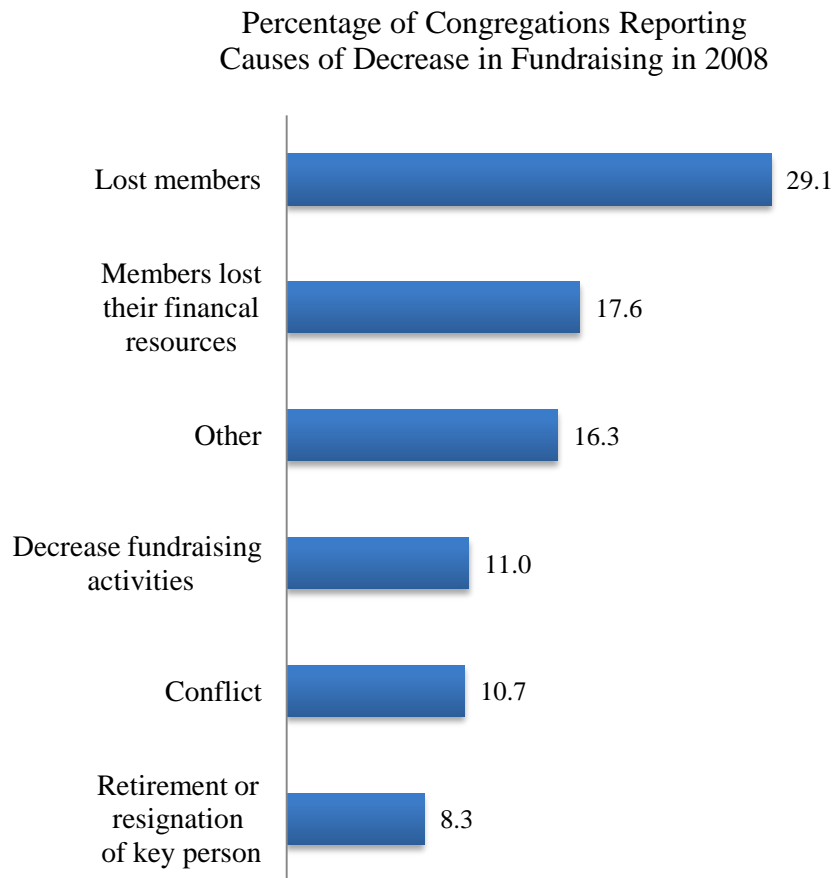 Percentage of Congregations Reporting
Causes of Decrease in Fundraising in 2008
Lost members
29.1
Members lost
their financal
resources
17.6
Other
16.3
Decrease fundraising
activities
11.0
Conflict
10.7
Retirement or
resignation
of key person
8.3